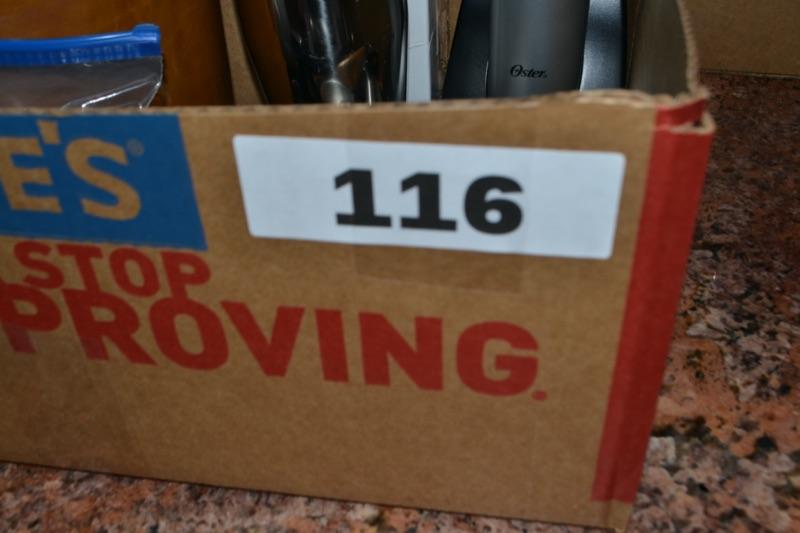 Oster.
E'S®
116
STOP
PROVING.